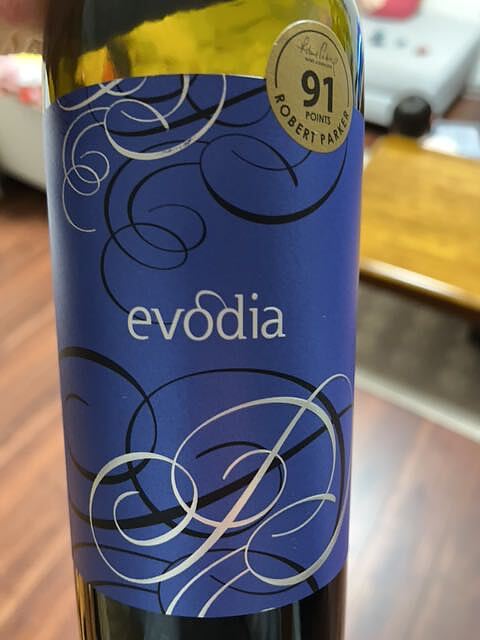 91
POINTS
ROBERT PARKER
evodia